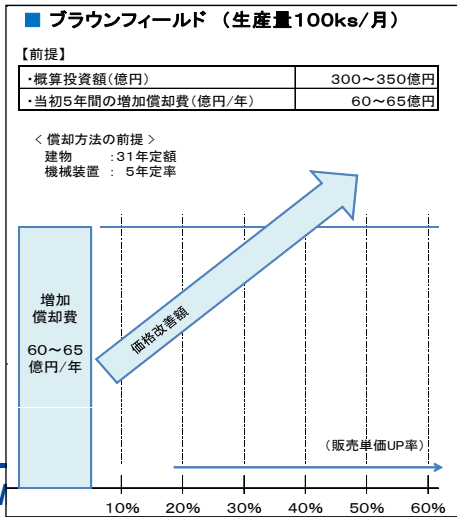 ■ ブラウンフィールド （生産量100ks/月）
【前提】
・概算投資額(億円) 300～350億円
・当初5年間の増加償却費(億円/年) 60～65億円
＜ 償却方法の前提 ＞
建物 ：31年定額
機械装置 ： 5年定率
増加
償却費
60～65
億円/年
価格改善額
（販売単価UP率）
10% 20% 30% 40% 50% 60%